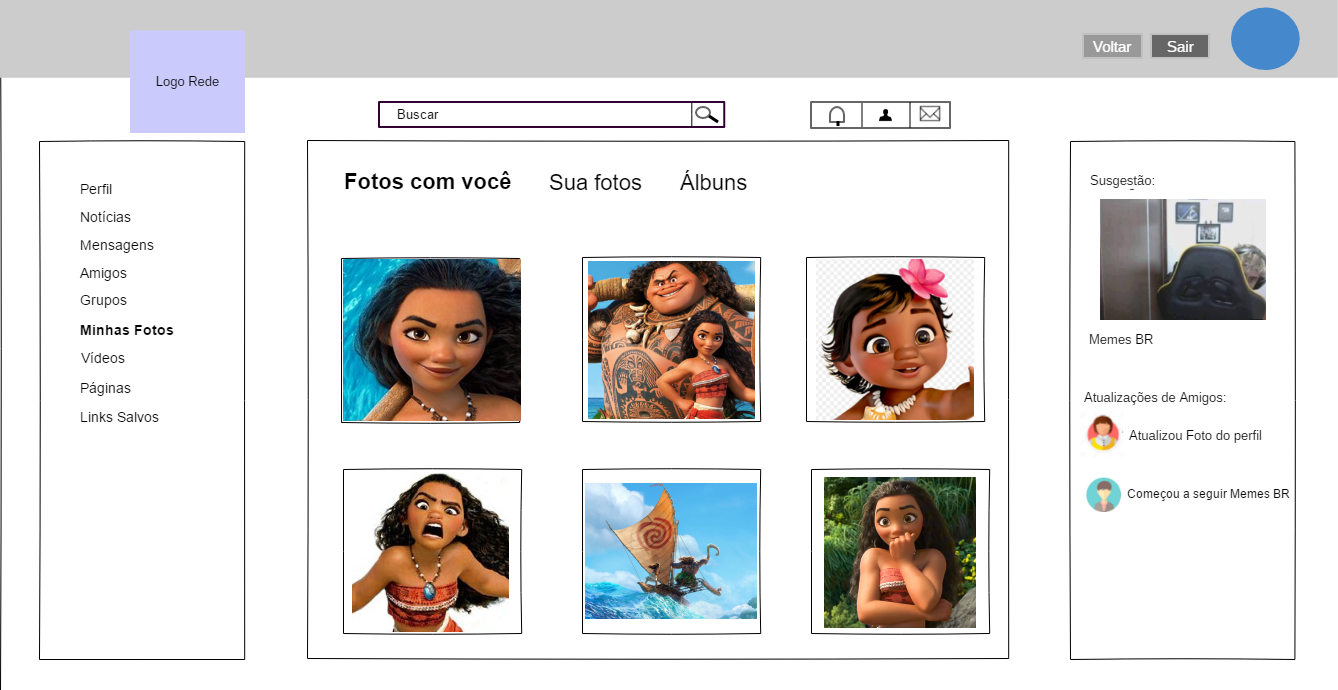 Voltar
Sair
Logo Rede
Buscar
Perfil
Notícias
Mensagens
Amigos
Grupos
Minhas Fotos
Vídeos
Páginas
Links Salvos
Fotos com você
Sua fotos
Álbuns
Susgestão:
Memes BR
Atualizações de Amigos:
Atualizou Foto do perfil
Começou a seguir Memes BR